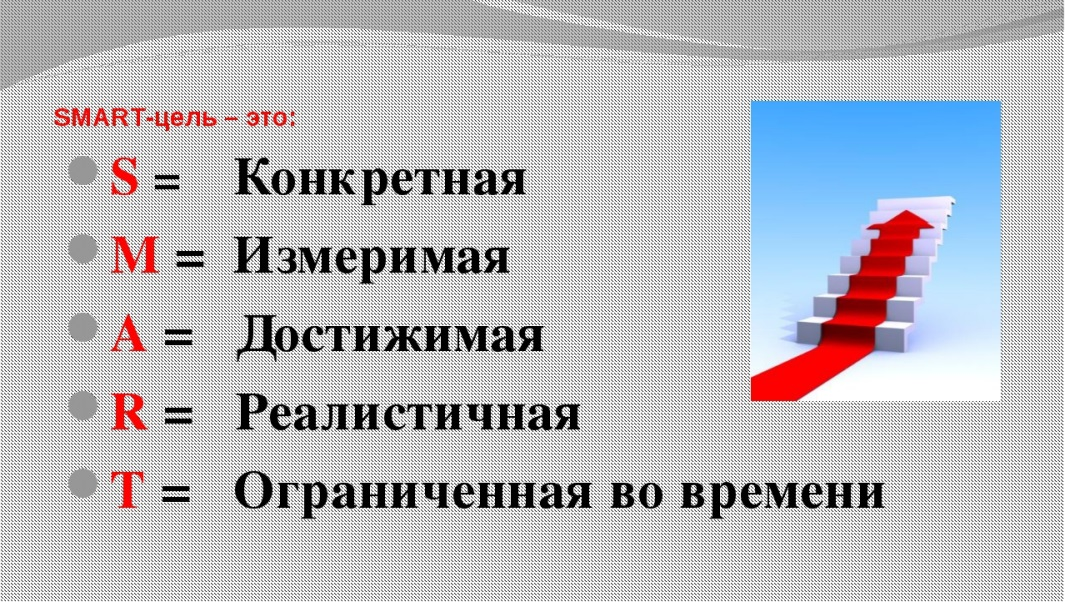 SMART-цель – это:
S = Конкретная
M = Измеримая
A = Достижимая
R = Реалистичная
T = Ограниченная во времени